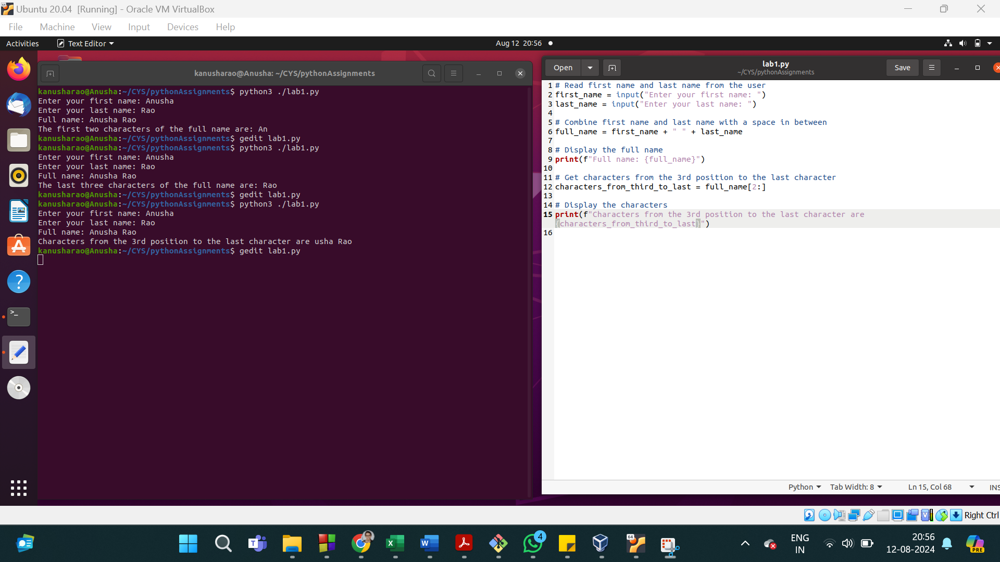 Ubuntu 20.04 [Running] - Oracle VM VirtualBox
File Machine View Input Devices Help
Activities Text Editor Aug 12 20:56
kanusharao@Anusha: ~/CYS/pythonAssignments
kanusharao@Anusha:~/CYS/pythonAssignments$ python3 ./lab1.py
Enter your first name: Anusha
Enter your last name: Rao
Full name: Anusha Rao
The first two characters of the full name are: An
kanusharao@Anusha:~/CYS/pythonAssignments$ gedit lab1.py
kanusharao@Anusha:~/CYS/pythonAssignments$ python3 ./lab1.py
Enter your first name: Anusha
Enter your last name: Rao
Full name: Anusha Rao
The last three characters of the full name are: Rao
kanusharao@Anusha:~/CYS/pythonAssignments$ gedit lab1.py
kanusharao@Anusha:~/CYS/pythonAssignments$ python3 ./lab1.py
Enter your first name: Anusha
Enter your last name: Rao
Full name: Anusha Rao
Characters from the 3rd position to the last character are usha Rao
kanusharao@Anusha:~/CYS/pythonAssignments$ gedit lab1.py
Open lab1.py Save
~/CYS/pythonAssignments
1 # Read first name and last name from the user
2 first_name = input("Enter your first name: ")
3 last_name = input("Enter your last name: ")
4
5 # Combine first name and last name with a space in between
6 full_name = first_name + " " + last_name
7
8 # Display the full name
9 print(f"Full name: {full_name}")
10
11 # Get characters from the 3rd position to the last character
12 characters_from_third_to_last = full_name[2:]
13
14 # Display the characters
15 print(f"Characters from the 3rd position to the last character are
{characters_from_third_to_last}")
16
Python Tab Width: 8 Ln 15, Col 68 INS
Right Ctrl
4
64
ENG
IN
20:56
12-08-2024
PRE